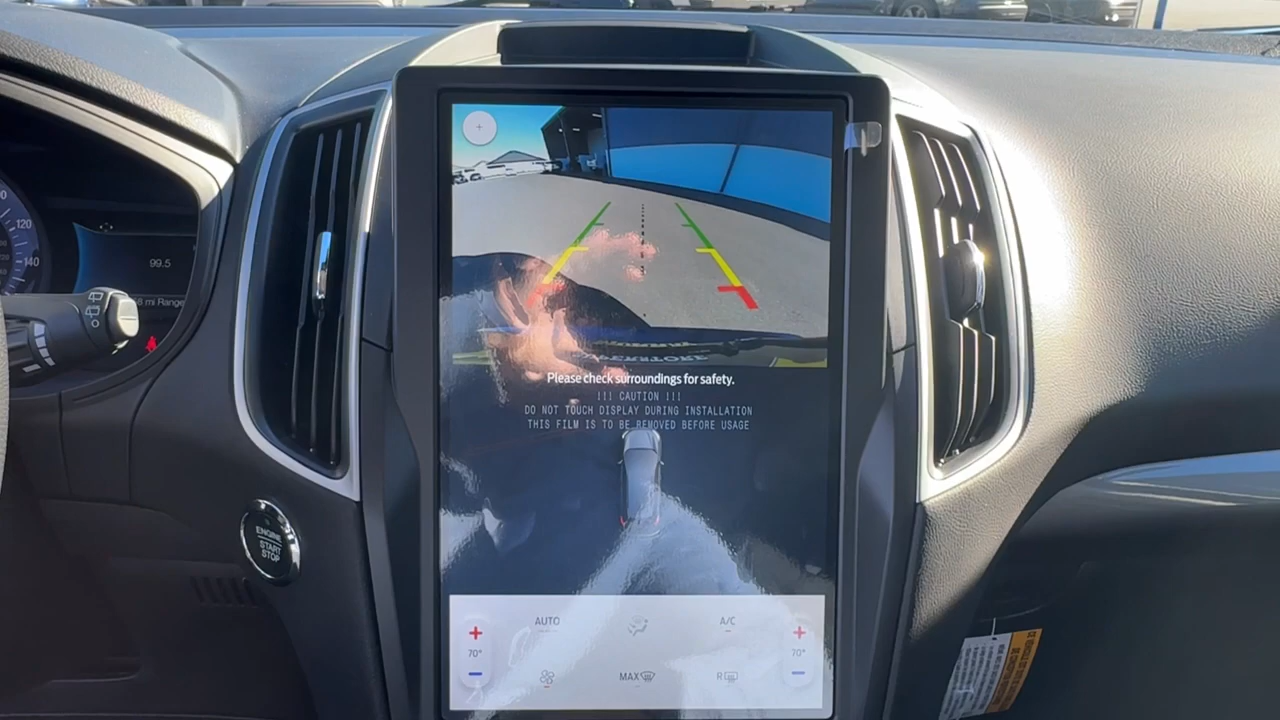 120
140
99.5
8 mi Range
+
Please check surroundings for safety.
!!! CAUTION !!!
DO NOT TOUCH DISPLAY DURING INSTALLATION
THIS FILM IS TO BE REMOVED BEFORE USAGE
ENGINE
START
STOP
AUTO
A/C
70°
70°
MAX
R